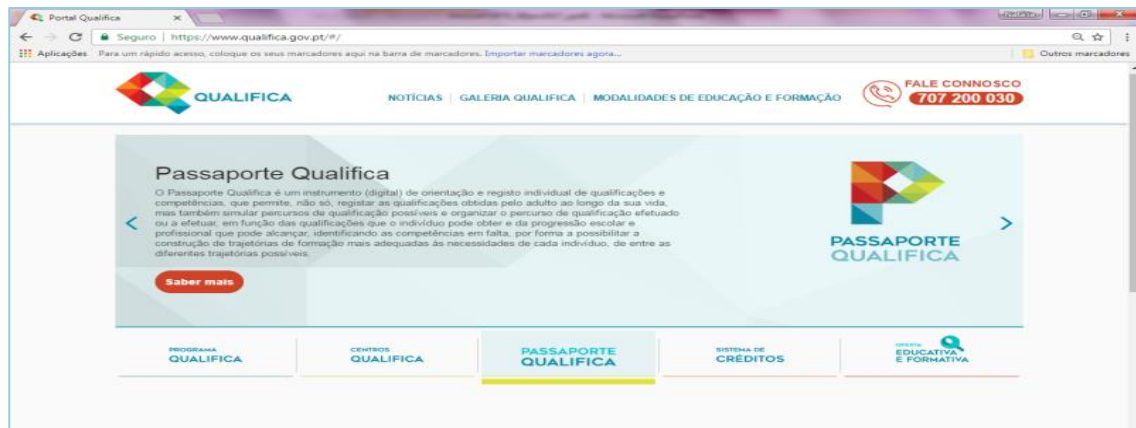 Portal Qualifica
Seguro | https://www.qualifica.gov.pt/#/
Aplicações Para um rápido acesso, coloque os seus marcadores aqui na barra de marcadores. Importar marcadores agora... Outros marcadores
QUALIFICA
NOTÍCIAS | GALERIA QUALIFICA | MODALIDADES DE EDUCAÇÃO E FORMAÇÃO
FALE CONNOSCO
707 200 030
Passaporte Qualifica
O Passaporte Qualifica é um instrumento (digital) de orientação e registo individual de qualificações e
competências, que permite, não só, registar as qualificações obtidas pelo adulto ao longo da sua vida,
mas também simular percursos de qualificação possíveis e organizar o percurso de qualificação efetuado
ou a efetuar, em função das qualificações que o indivíduo pode obter e da progressão escolar e
profissional que pode alcançar, identificando as competências em falta, por forma a possibilitar a
construção de trajetórias de formação mais adequadas às necessidades de cada indivíduo, de entre as
diferentes trajetórias possíveis.
Saber mais
PASSAPORTE
QUALIFICA
PROGRAMA
QUALIFICA
CENTROS
QUALIFICA
PASSAPORTE
QUALIFICA
SISTEMA DE
CRÉDITOS
OFERTA
EDUCATIVA
E FORMATIVA